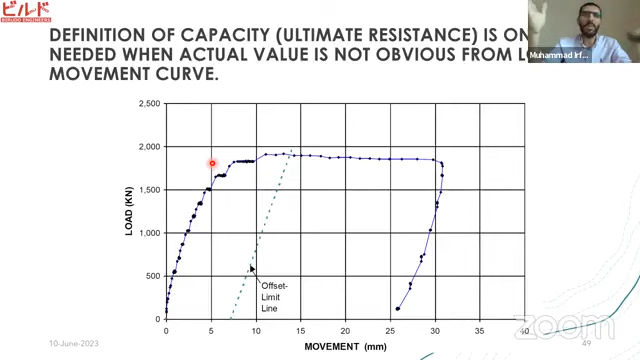 ビルド
BIRUDO ENGINEERS
DEFINITION OF CAPACITY (ULTIMATE RESISTANCE) IS ON
NEEDED WHEN ACTUAL VALUE IS NOT OBVIOUS FROM L
MOVEMENT CURVE.
Muhammad Irf...
2,500
2,000
1,500
1,000
500
0
LOAD (KN)
Offset-
Limit
Line
0 5 10 15 20 25 30 35 40
MOVEMENT (mm)
10-June-2023
zoom
49